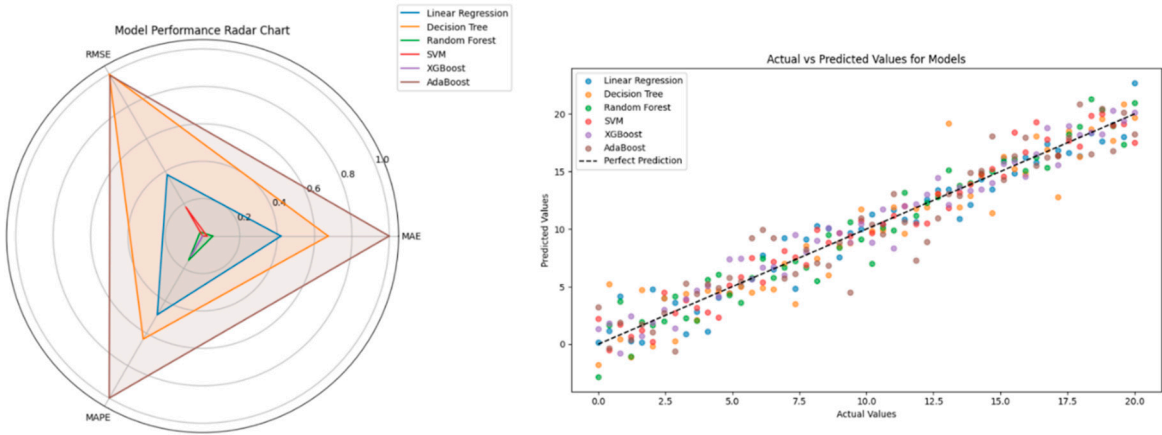 Model Performance Radar Chart
Linear Regression
Decision Tree
Random Forest
SVM
XGBoost
AdaBoost
RMSE
1.0
0.8
0.6
0.4
0.2
MAE
MAPE
Actual vs Predicted Values for Models
Linear Regression
Decision Tree
Random Forest
SVM
XGBoost
AdaBoost
Perfect Prediction
Predicted Values
20
15
10
5
0
0.0 2.5 5.0 7.5 10.0 12.5 15.0 17.5 20.0
Actual Values